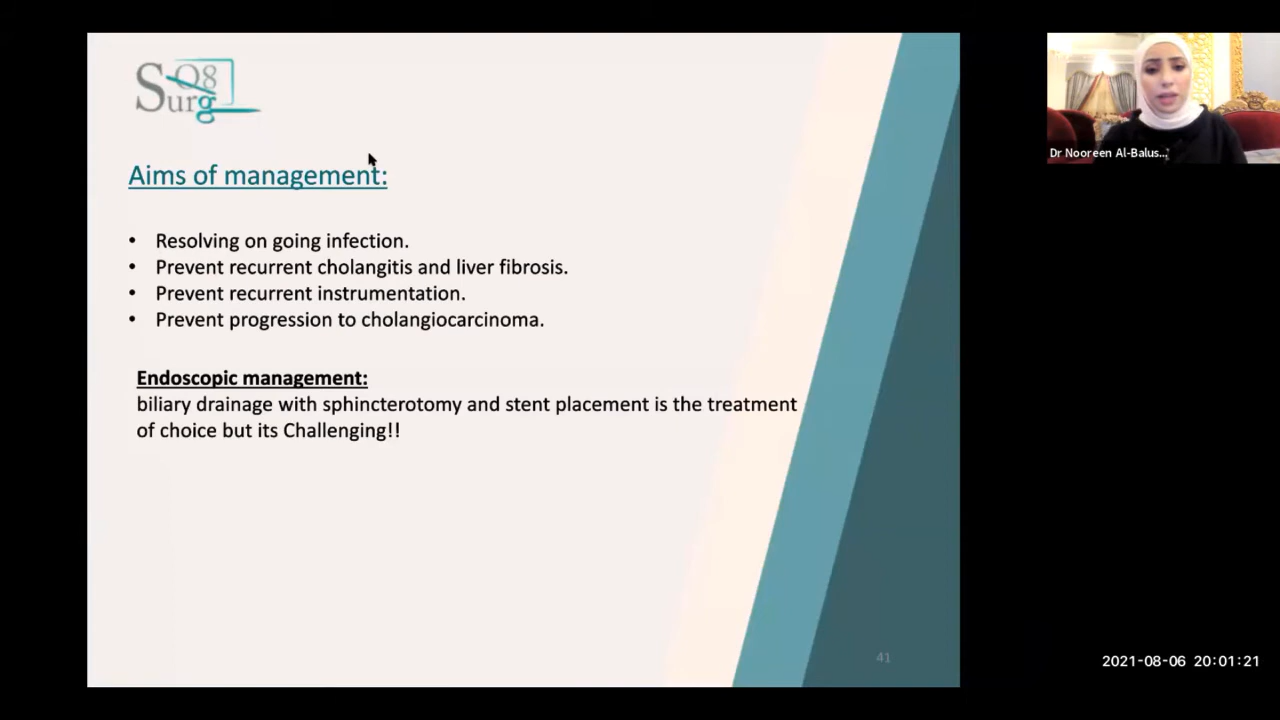 SurgQ8
Aims of management:
• Resolving on going infection.
• Prevent recurrent cholangitis and liver fibrosis.
• Prevent recurrent instrumentation.
• Prevent progression to cholangiocarcinoma.
Endoscopic management:
biliary drainage with sphincterotomy and stent placement is the treatment
of choice but its Challenging!!
41
Dr Nooreen Al-Balus...
2021-08-06 20:01:21